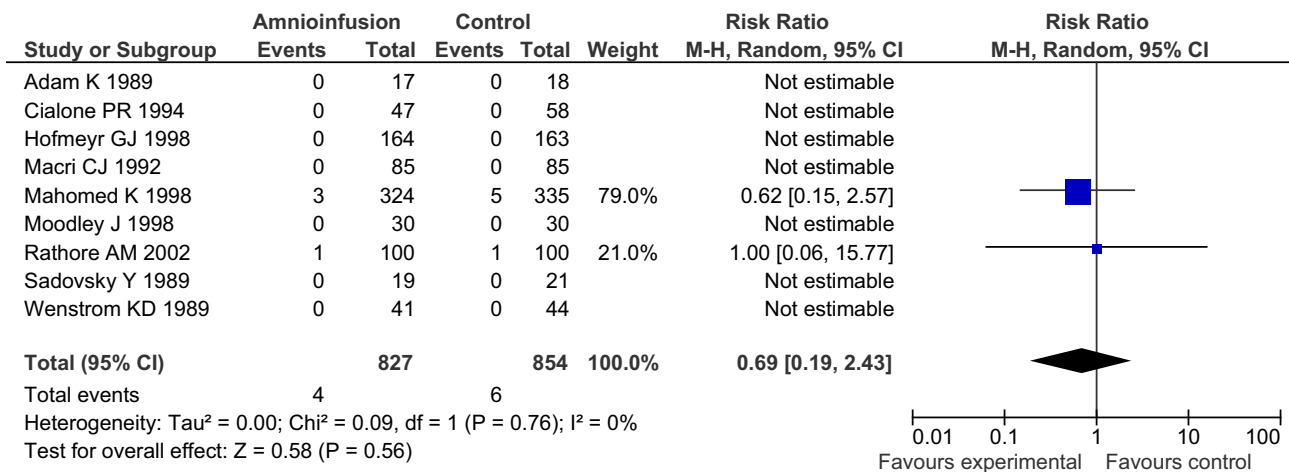 Amnioinfusion Control Risk Ratio Risk Ratio
Study or Subgroup Events Total Events Total Weight M-H, Random, 95% CI M-H, Random, 95% CI
Adam K 1989 0 17 0 18 Not estimable
Cialone PR 1994 0 47 0 58 Not estimable
Hofmeyr GJ 1998 0 164 0 163 Not estimable
Macri CJ 1992 0 85 0 85 Not estimable
Mahomed K 1998 3 324 5 335 79.0% 0.62 [0.15, 2.57]
Moodley J 1998 0 30 0 30 Not estimable
Rathore AM 2002 1 100 1 100 21.0% 1.00 [0.06, 15.77]
Sadovsky Y 1989 0 19 0 21 Not estimable
Wenstrom KD 1989 0 41 0 44 Not estimable
Total (95% CI) 827 854 100.0% 0.69 [0.19, 2.43]
Total events 4 6
Heterogeneity: Tau² = 0.00; Chi² = 0.09, df = 1 (P = 0.76); I² = 0%
Test for overall effect: Z = 0.58 (P = 0.56)
0.01 0.1 1 10 100
Favours experimental Favours control